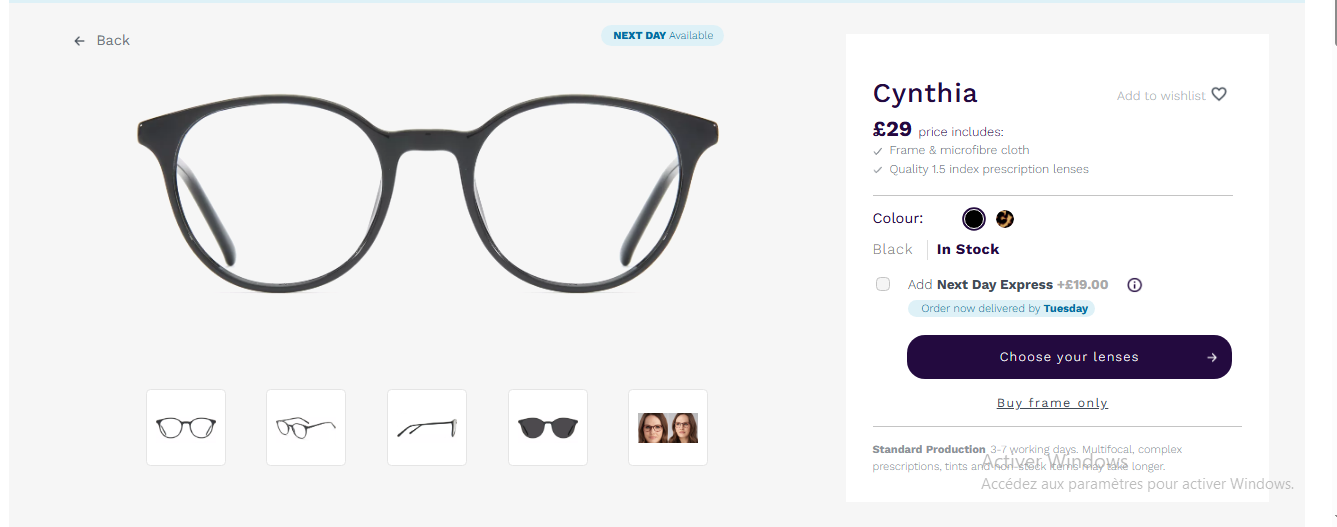 Back
NEXT DAY Available
Cynthia
Add to wishlist
£29 price includes:
Frame & microfibre cloth
Quality 1.5 index prescription lenses
Colour:
Black In Stock
Add Next Day Express +£19.00
Order now delivered by Tuesday
Choose your lenses
Buy frame only
Standard Production 3-7 working days. Multifocal, complex
prescriptions, tints and non-stock items may take longer.
Activer Windows
Accédez aux paramètres pour activer Windows.